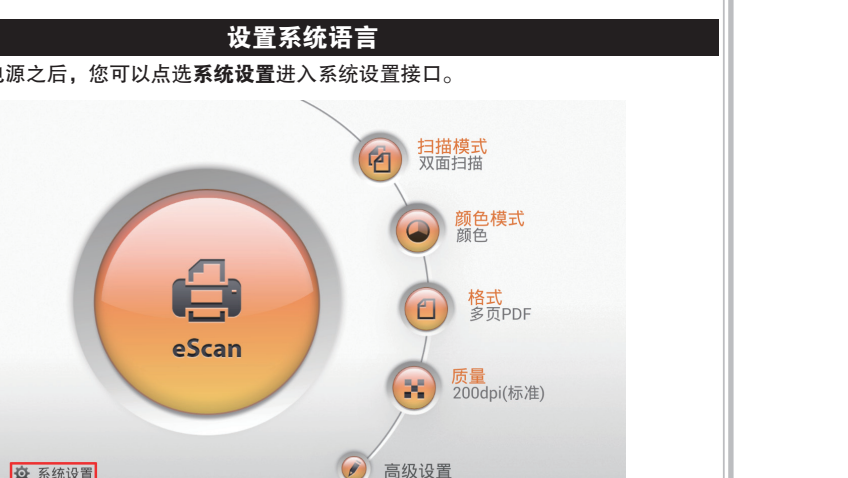 设置系统语言
源之后，您可以点选系统设置进入系统设置接口。
扫描模式
双面扫描
颜色模式
颜色
格式
多页PDF
eScan
质量
200dpi(标准)
高级设置
系统设置